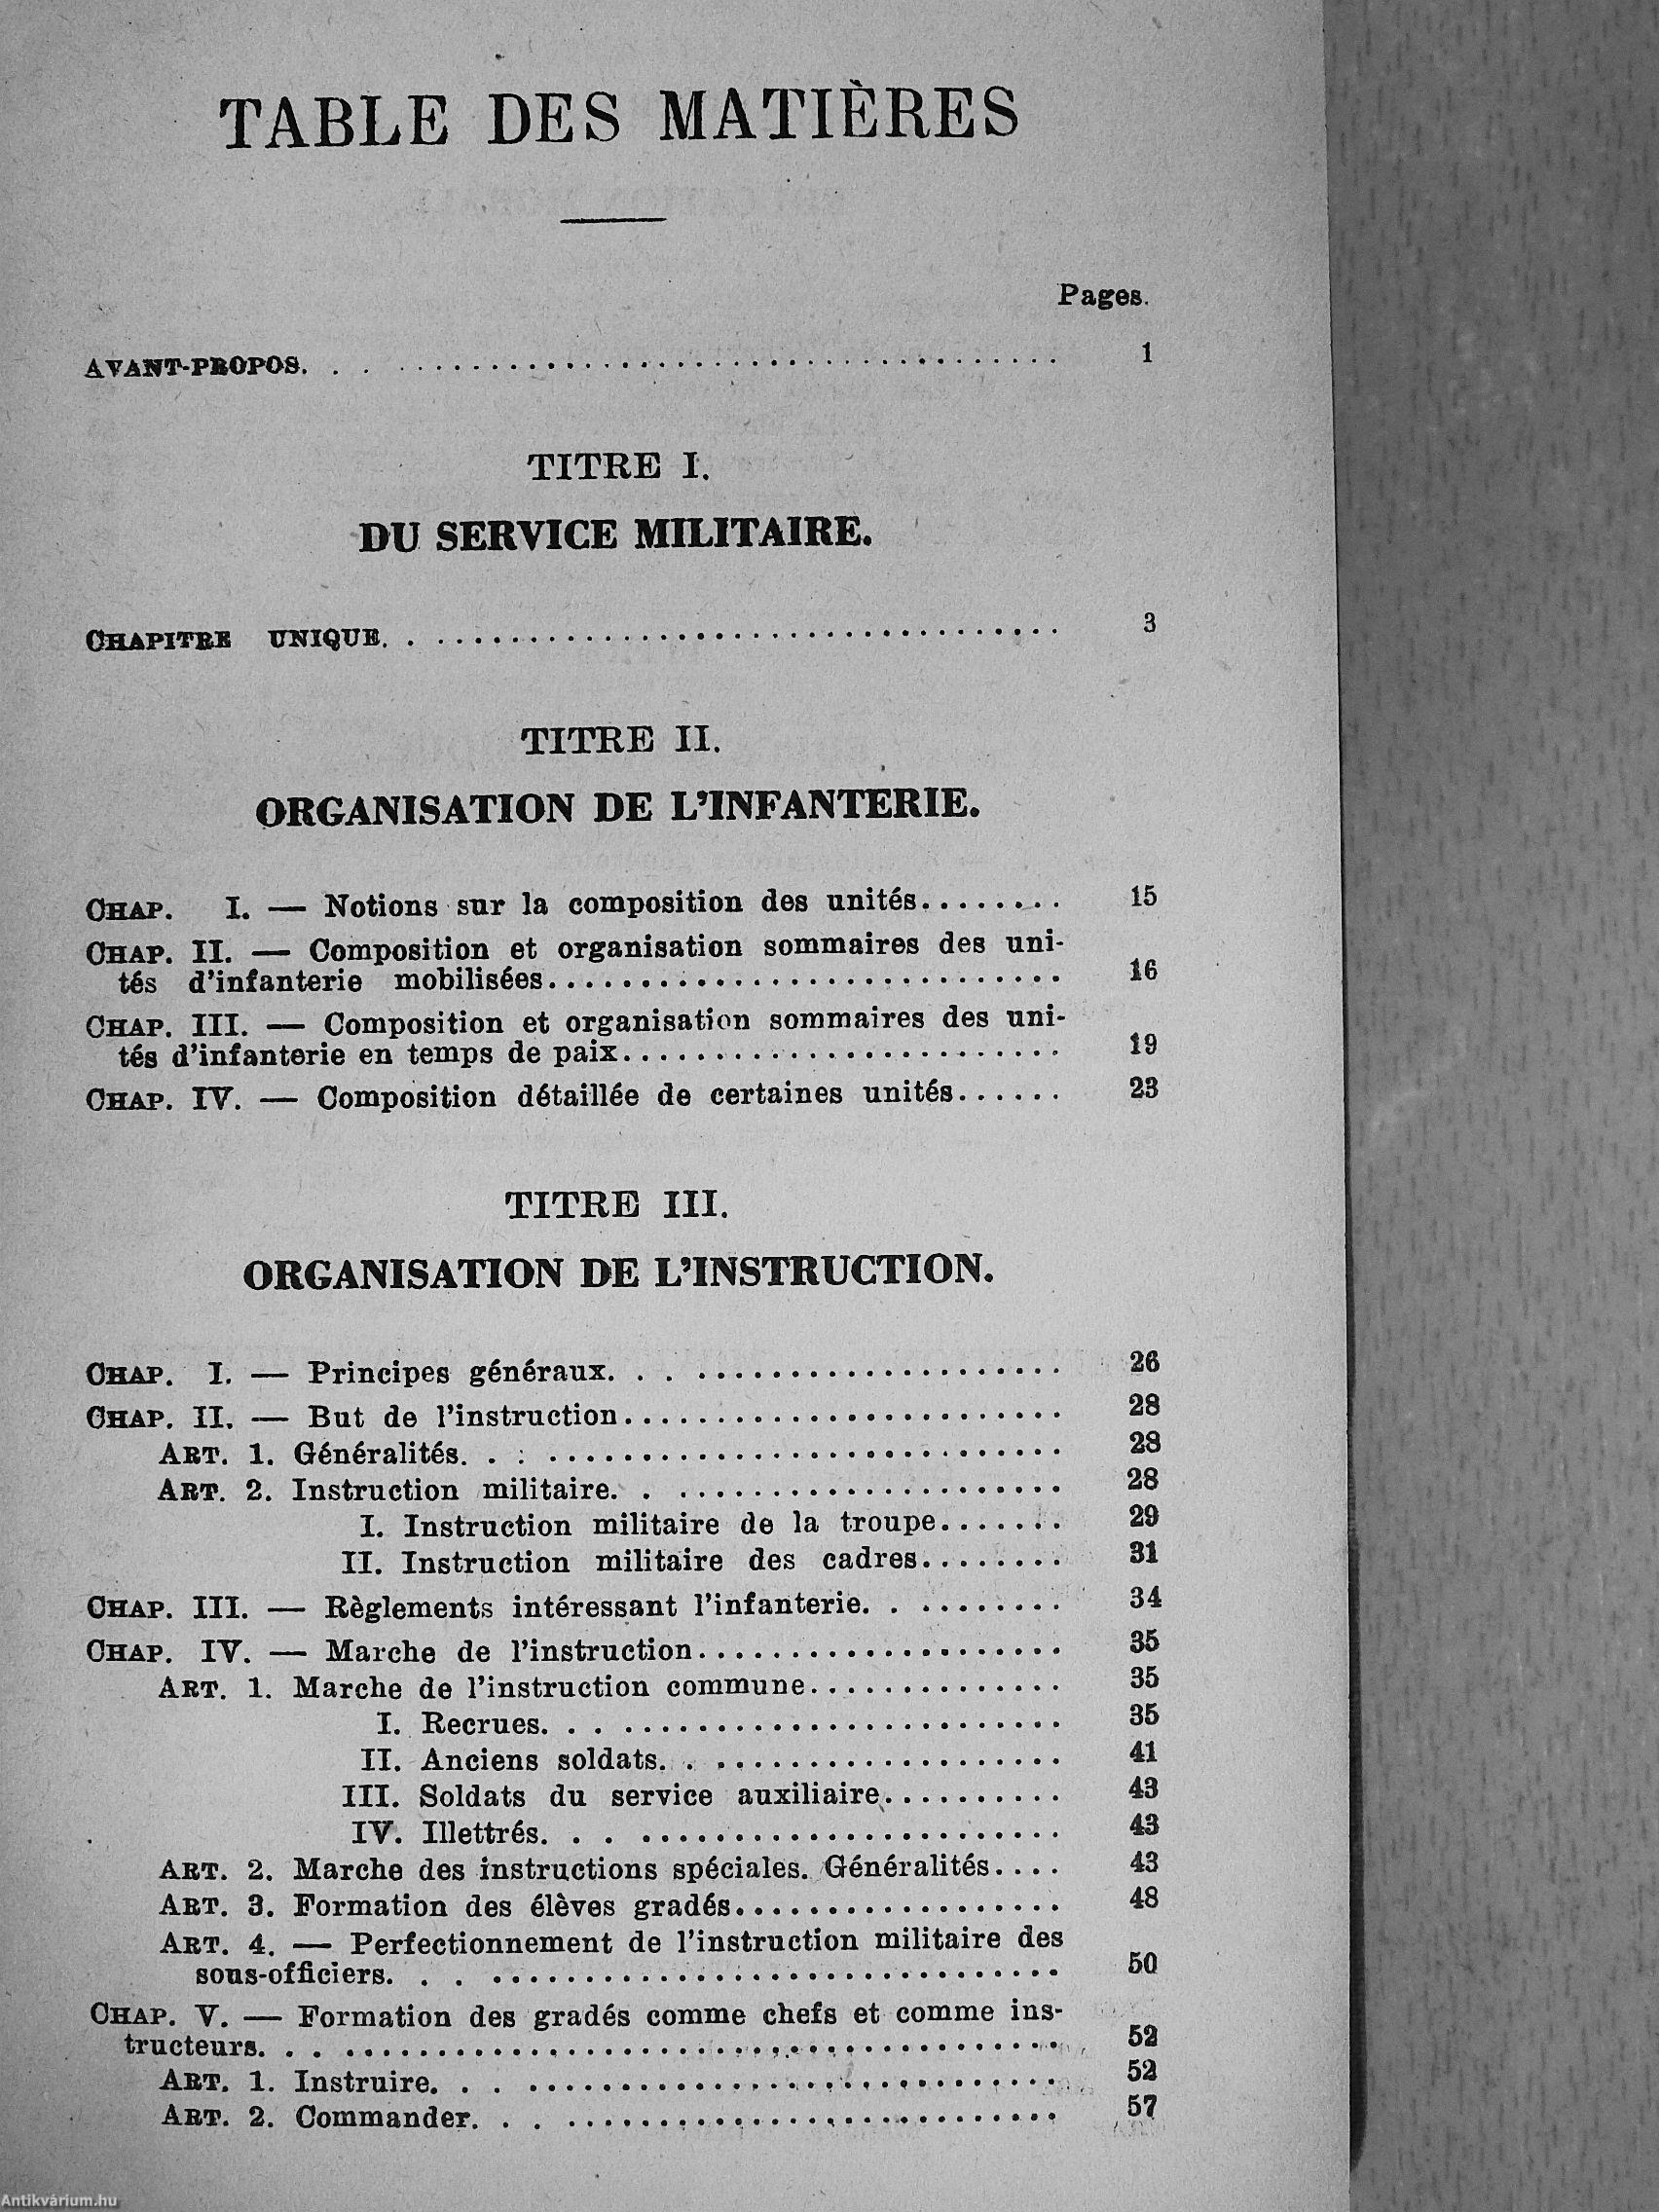 TABLE DES MATIÈRES
Pages.
AVANT-PROPOS. . . . . . . . . . . . . . . . . . . . . . . . . . . . . . . 1
TITRE I.
DU SERVICE MILITAIRE.
CHAPITRE UNIQUE. . . . . . . . . . . . . . . . . . . . . . . . . . . . . 3
TITRE II.
ORGANISATION DE L'INFANTERIE.
CHAP. I. — Notions sur la composition des unités........ 15
CHAP. II. — Composition et organisation sommaires des uni-
tés d'infanterie mobilisées............................ 16
CHAP. III. — Composition et organisation sommaires des uni-
tés d'infanterie en temps de paix........................ 19
CHAP. IV. — Composition détaillée de certaines unités...... 23
TITRE III.
ORGANISATION DE L'INSTRUCTION.
CHAP. I. — Principes généraux. . . .................... 26
CHAP. II. — But de l'instruction........................ 28
ART. 1. Généralités. . : ............................ 28
ART. 2. Instruction militaire. . ..................... 28
I. Instruction militaire de la troupe....... 29
II. Instruction militaire des cadres........ 31
CHAP. III. — Règlements intéressant l'infanterie. . ........ 34
CHAP. IV. — Marche de l'instruction.................... 35
ART. 1. Marche de l'instruction commune.............. 35
I. Recrues. . . ........................ 35
II. Anciens soldats. . ................... 41
III. Soldats du service auxiliaire.......... 43
IV. Illettrés. . . ....................... 43
ART. 2. Marche des instructions spéciales. Généralités.... 43
ART. 3. Formation des élèves gradés.................. 48
ART. 4. — Perfectionnement de l'instruction militaire des
sous-officiers. . . ............................... 50
CHAP. V. — Formation des gradés comme chefs et comme ins-
tructeurs. . . ....................................... 52
ART. 1. Instruire. . . ............................. 52
ART. 2. Commander. . . ........................... 57
Antikvárium.hu